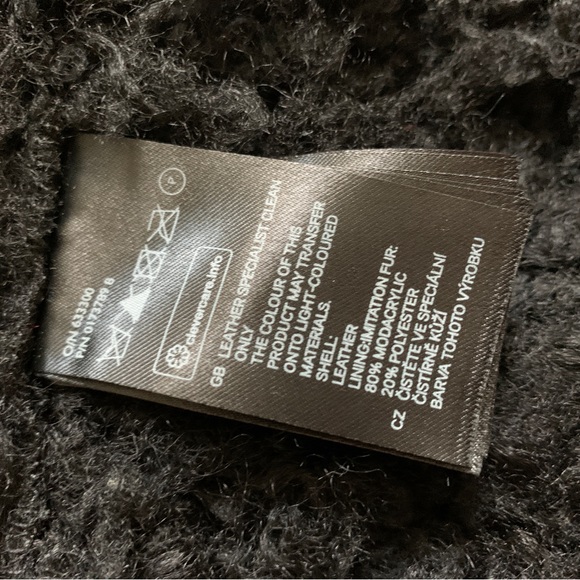 O/N 633300
P/N 0173789 8
P
clevercare.info
GB LEATHER SPECIALIST CLEAN
ONLY
THE COLOUR OF THIS
PRODUCT MAY TRANSFER
ONTO LIGHT-COLOURED
MATERIALS.
SHELL:
LEATHER
LINING:IMITATION FUR:
80% MODACRYLIC
20% POLYESTER
CZ ČISTĚTE VE SPECIÁLNÍ
ČISTÍRNĚ KŮŽÍ
BARVA TOHOTO VÝROBKU